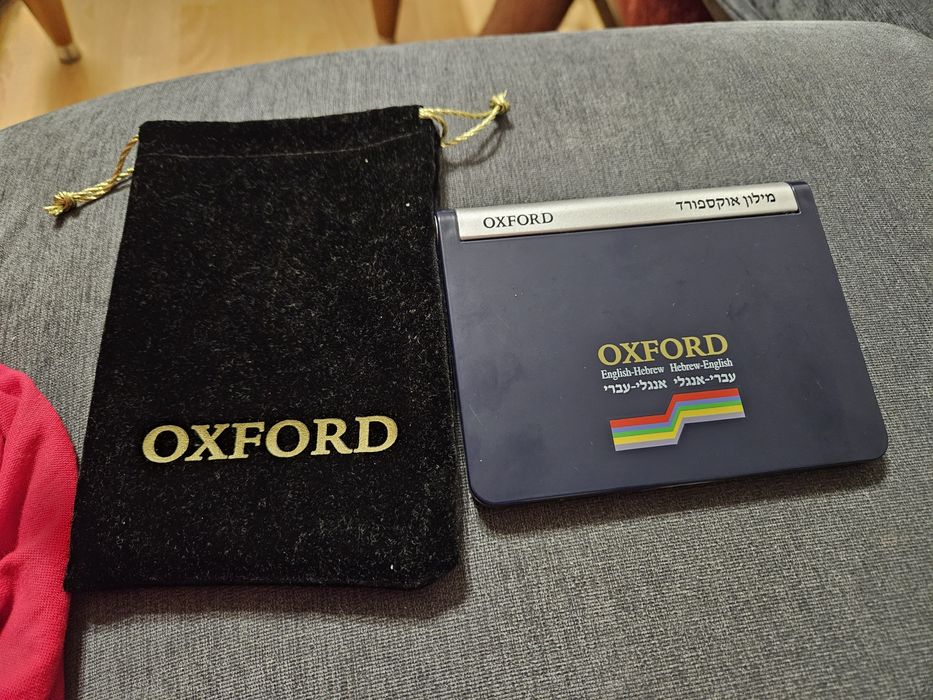 OXFORD
OXFORD מילון אוקספורד
OXFORD
English-Hebrew Hebrew-English
עברי-אנגלי אנגלי-עברי